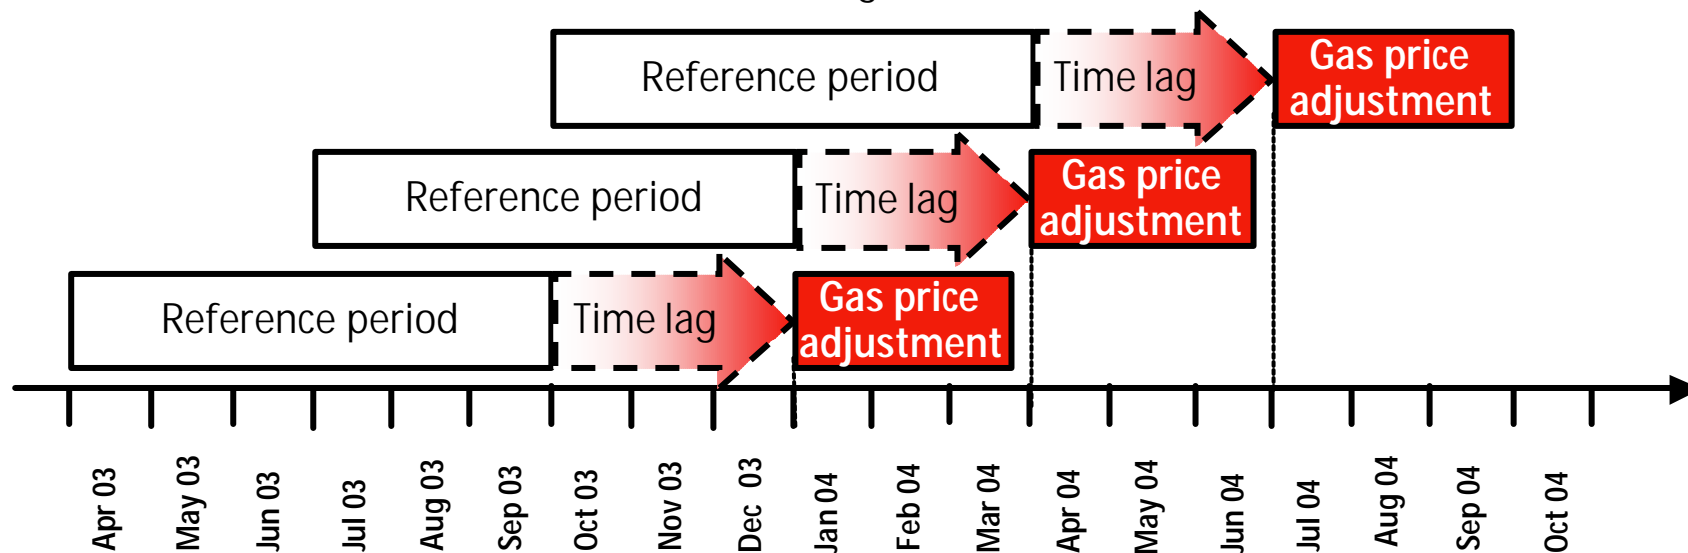 Reference period
Time lag
Gas price
adjustment
Reference period
Time lag
Gas price
adjustment
Reference period
Time lag
Gas price
adjustment
Apr 03
May 03
Jun 03
Jul 03
Aug 03
Sep 03
Oct 03
Nov 03
Dec 03
Jan 04
Feb 04
Mar 04
Apr 04
May 04
Jun 04
Jul 04
Aug 04
Sep 04
Oct 04